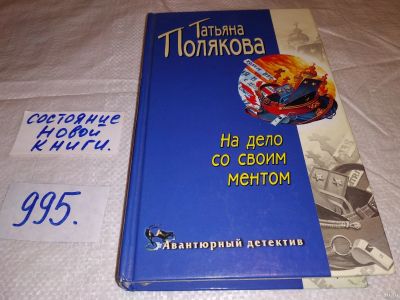 Татьяна
Полякова
На дело
со своим
ментом
Авантюрный детектив
состояние
новой
книги.
995.